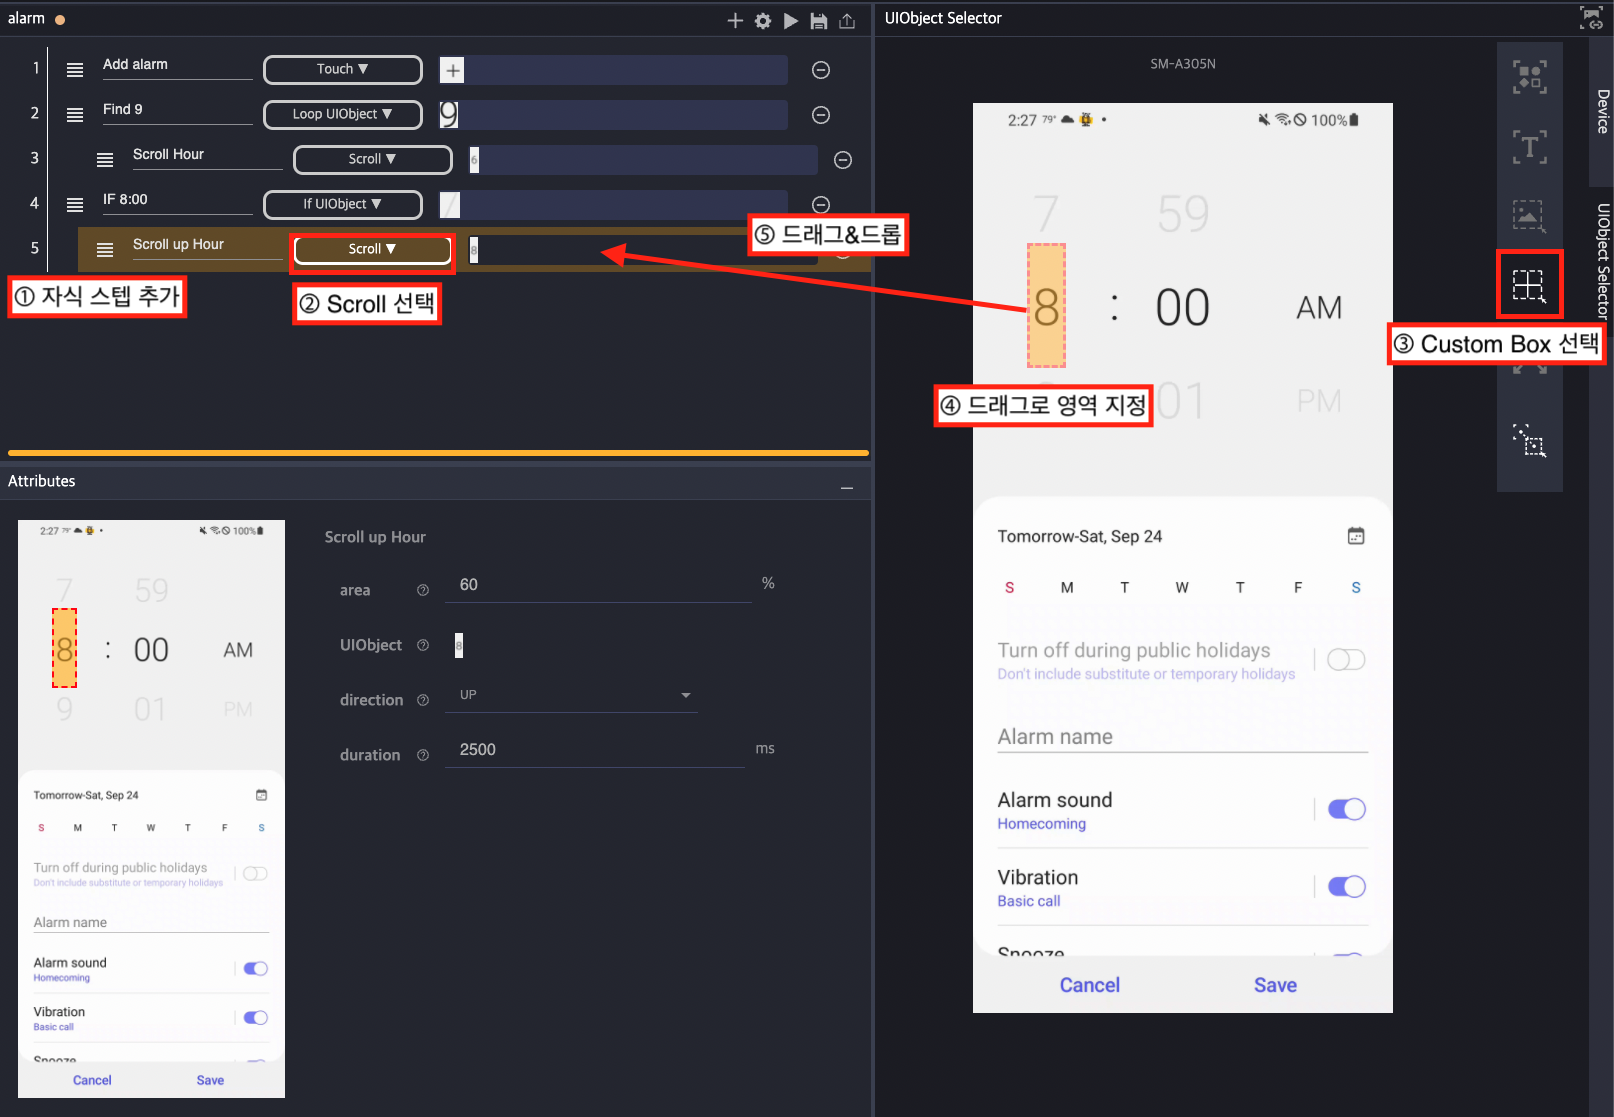 alarm
1 Add alarm Touch ▼ +
2 Find 9 Loop UIObject ▼ 9
3 Scroll Hour Scroll ▼ 6
4 IF 8:00 If UIObject ▼
5 Scroll up Hour Scroll ▼ 8
① 자식 스텝 추가
② Scroll 선택
⑤ 드래그&드롭
Attributes
2:27 79° 100%
7 59
8 : 00 AM
9 01 PM
Tomorrow-Sat, Sep 24
S M T W T F S
Turn off during public holidays
Don't include substitute or temporary holidays
Alarm name
Alarm sound
Homecoming
Vibration
Basic call
Snooze
Cancel Save
Scroll up Hour
area 60 %
UIObject 8
direction UP
duration 2500 ms
UIObject Selector
SM-A305N
2:27 79° 100%
7 59
8 : 00 AM
01 PM
④ 드래그로 영역 지정
Tomorrow-Sat, Sep 24
S M T W T F S
Turn off during public holidays
Don't include substitute or temporary holidays
Alarm name
Alarm sound
Homecoming
Vibration
Basic call
Snooze
Cancel Save
T
③ Custom Box 선택
Device
UIObject Selector